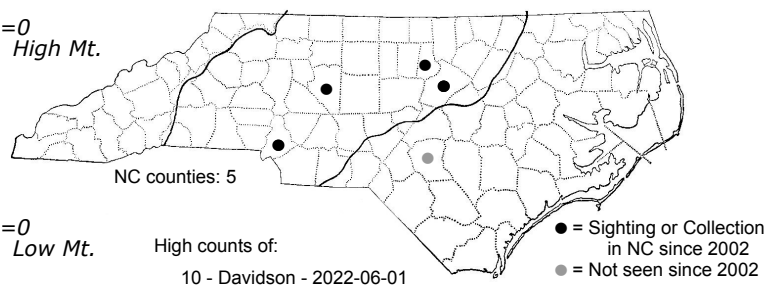 =0
High Mt.
NC counties: 5
=0
Low Mt.
High counts of:
10 - Davidson - 2022-06-01
● = Sighting or Collection
in NC since 2002
● = Not seen since 2002